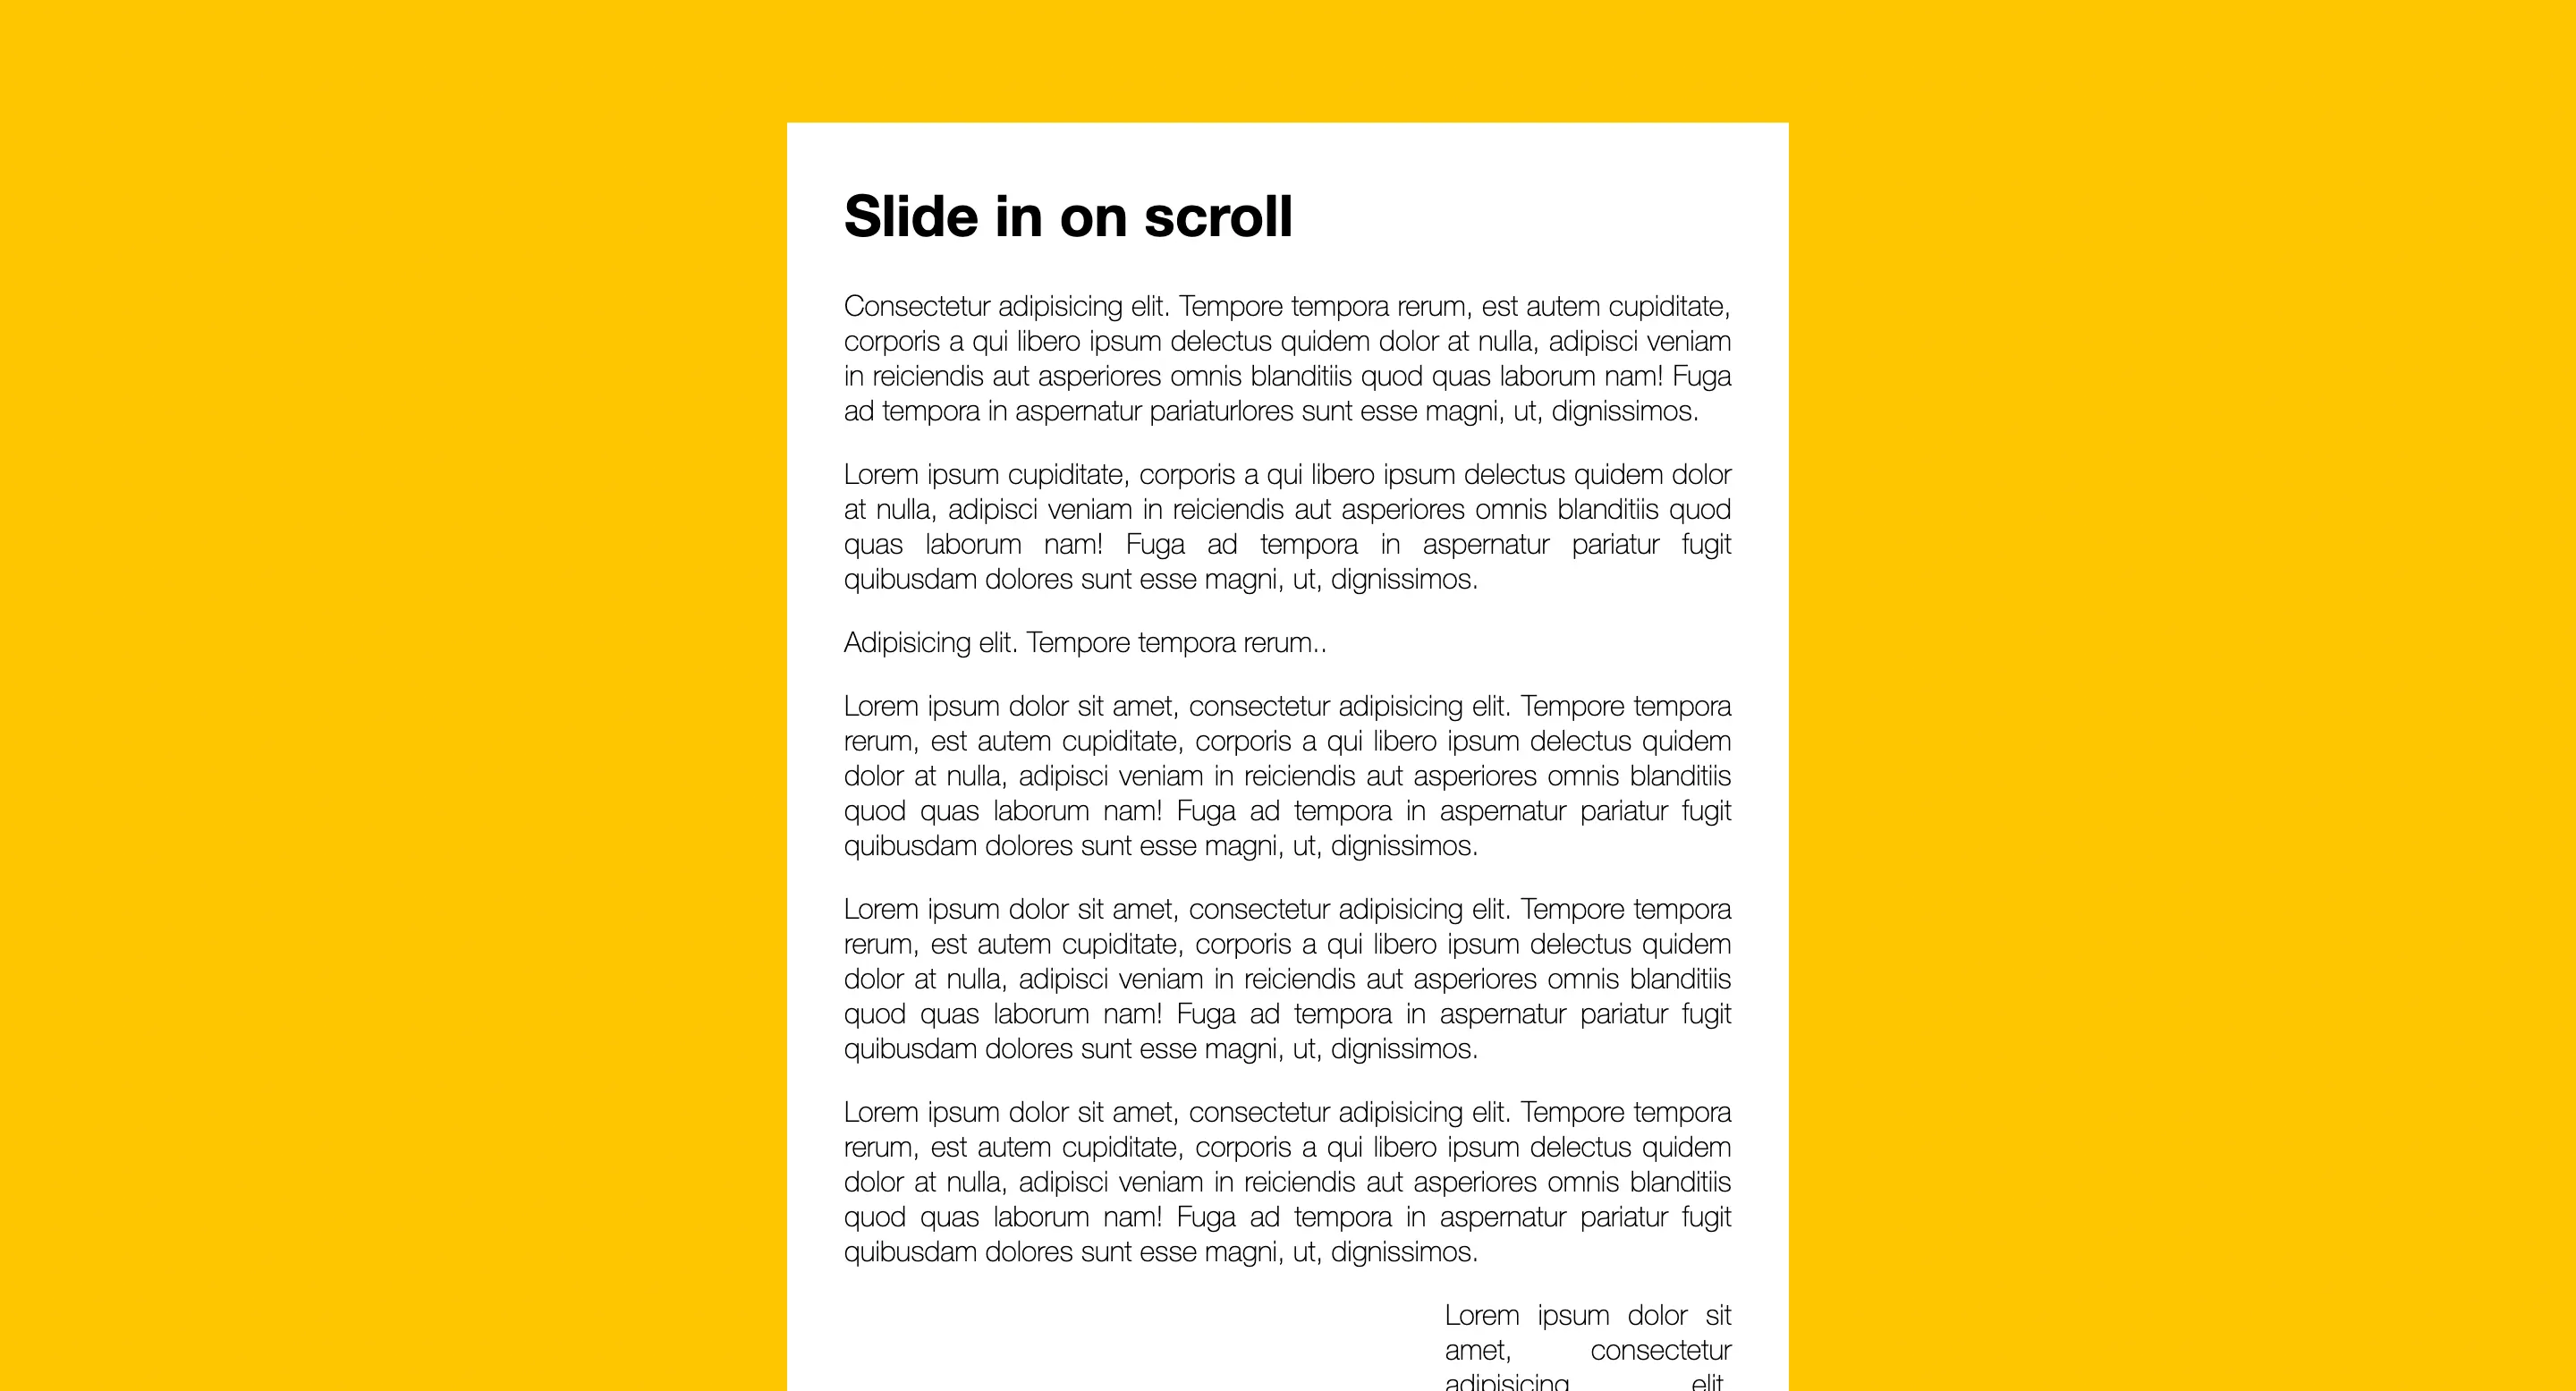 Slide in on scroll
Consectetur adipisicing elit. Tempore tempora rerum, est autem cupiditate,
corporis a qui libero ipsum delectus quidem dolor at nulla, adipisci veniam
in reiciendis aut asperiores omnis blanditiis quod quas laborum nam! Fuga
ad tempora in aspernatur pariaturlores sunt esse magni, ut, dignissimos.
Lorem ipsum cupiditate, corporis a qui libero ipsum delectus quidem dolor
at nulla, adipisci veniam in reiciendis aut asperiores omnis blanditiis quod
quas laborum nam! Fuga ad tempora in aspernatur pariatur fugit
quibusdam dolores sunt esse magni, ut, dignissimos.
Adipisicing elit. Tempore tempora rerum..
Lorem ipsum dolor sit amet, consectetur adipisicing elit. Tempore tempora
rerum, est autem cupiditate, corporis a qui libero ipsum delectus quidem
dolor at nulla, adipisci veniam in reiciendis aut asperiores omnis blanditiis
quod quas laborum nam! Fuga ad tempora in aspernatur pariatur fugit
quibusdam dolores sunt esse magni, ut, dignissimos.
Lorem ipsum dolor sit amet, consectetur adipisicing elit. Tempore tempora
rerum, est autem cupiditate, corporis a qui libero ipsum delectus quidem
dolor at nulla, adipisci veniam in reiciendis aut asperiores omnis blanditiis
quod quas laborum nam! Fuga ad tempora in aspernatur pariatur fugit
quibusdam dolores sunt esse magni, ut, dignissimos.
Lorem ipsum dolor sit amet, consectetur adipisicing elit. Tempore tempora
rerum, est autem cupiditate, corporis a qui libero ipsum delectus quidem
dolor at nulla, adipisci veniam in reiciendis aut asperiores omnis blanditiis
quod quas laborum nam! Fuga ad tempora in aspernatur pariatur fugit
quibusdam dolores sunt esse magni, ut, dignissimos.
Lorem ipsum dolor sit
amet, consectetur
adipisicing elit.